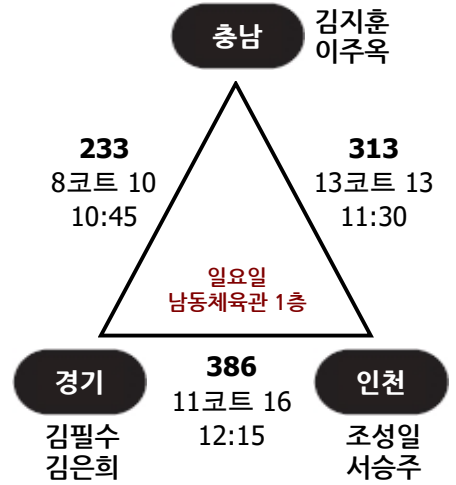 충남
김지훈
이주옥
233
8코트 10
10:45
313
13코트 13
11:30
일요일
남동체육관 1층
경기
김필수
김은희
386
11코트 16
12:15
인천
조성일
서승주